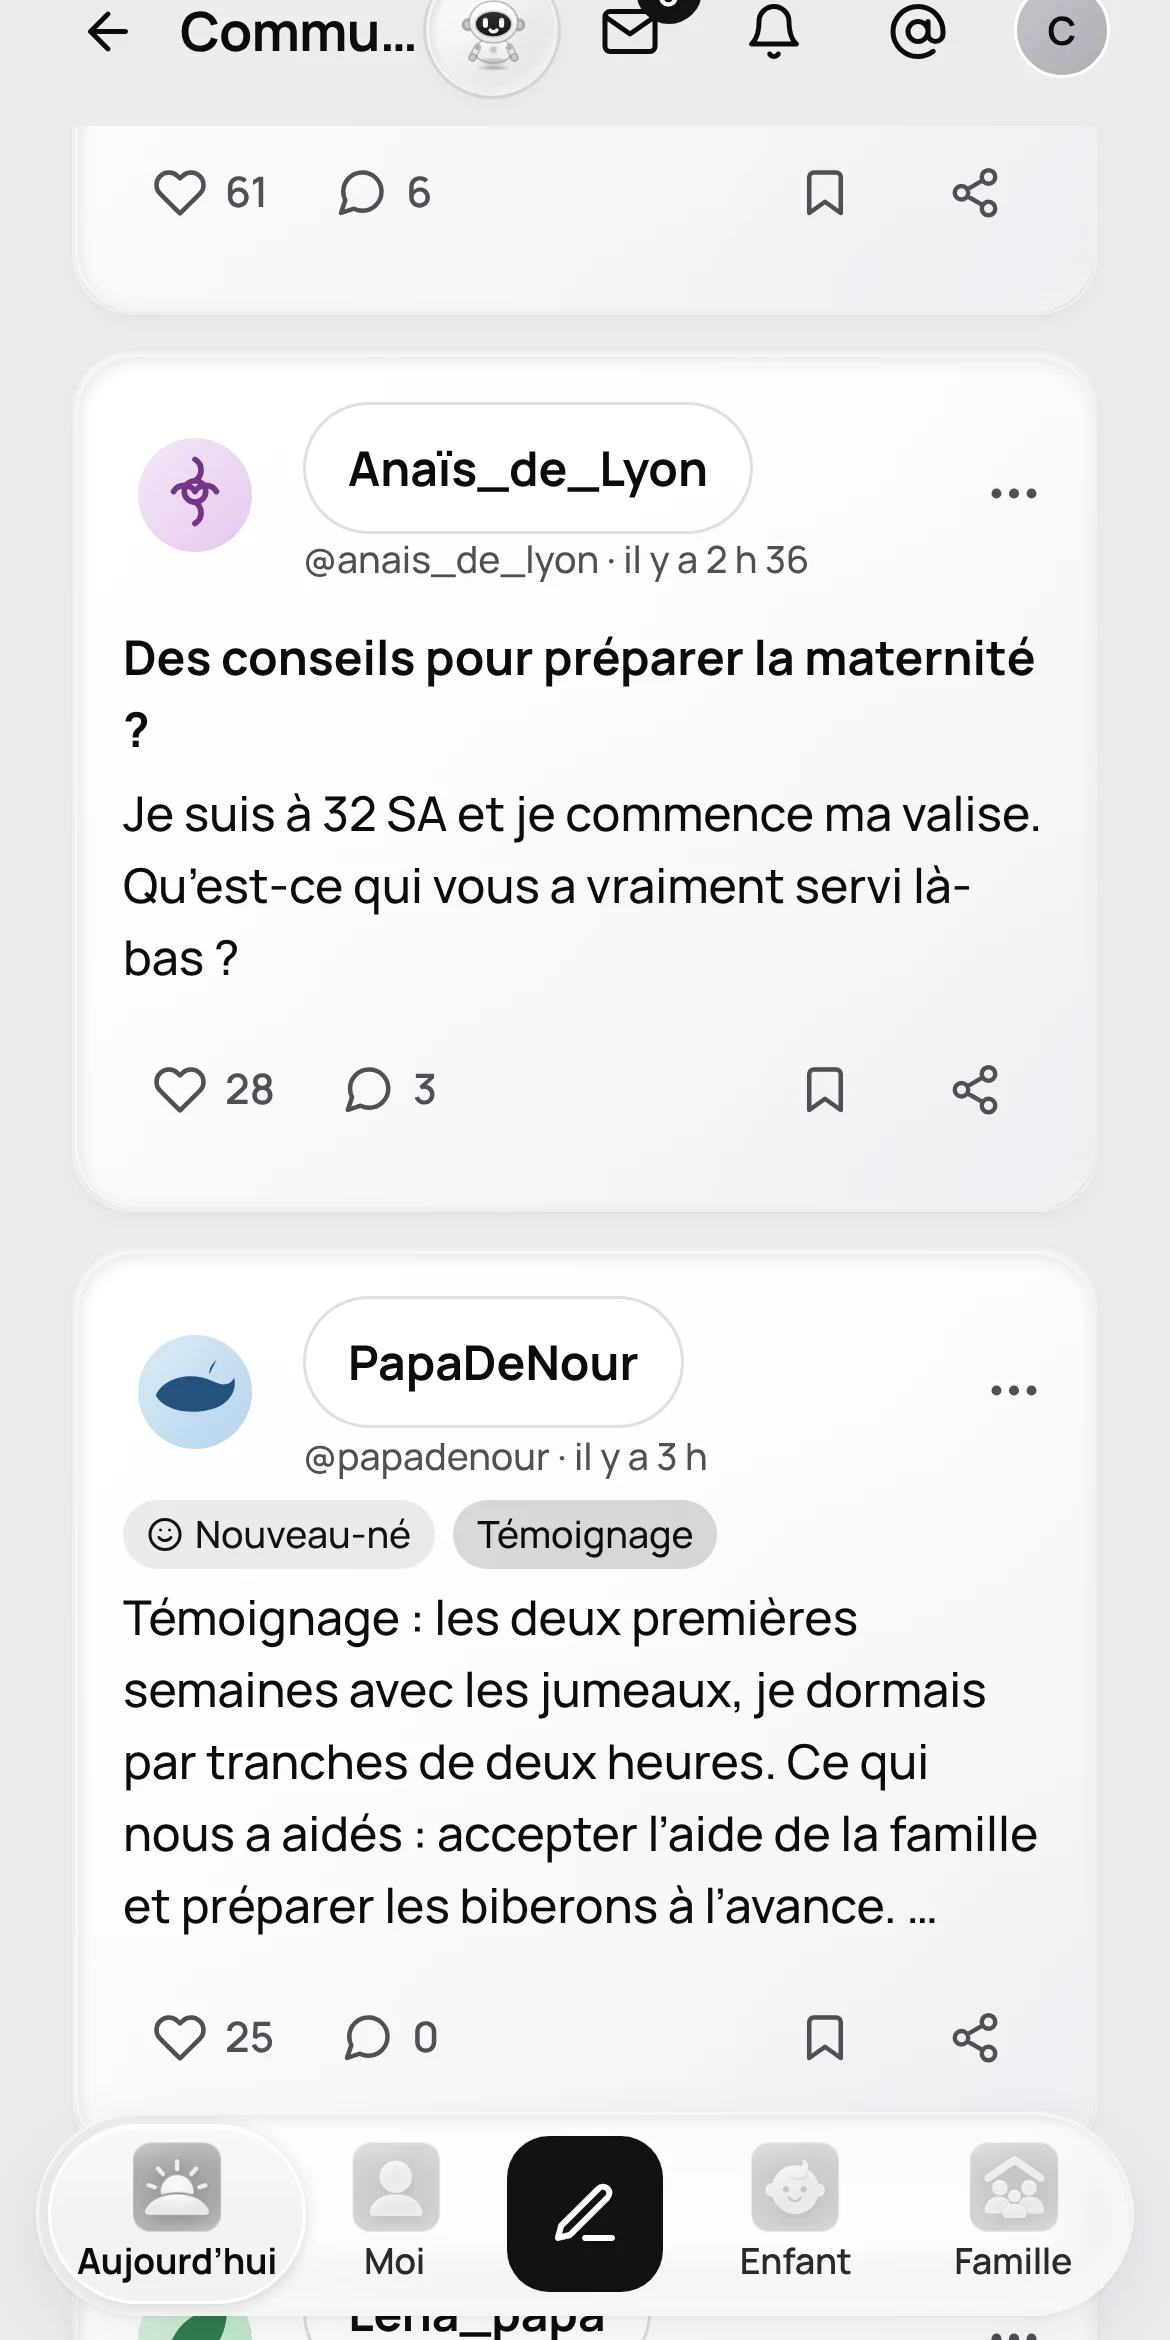 Commu...
C
61
6
Anaïs_de_Lyon
@anais_de_lyon · il y a 2 h 36
Des conseils pour préparer la maternité
?
Je suis à 32 SA et je commence ma valise.
Qu’est-ce qui vous a vraiment servi là-
bas ?
28
3
PapaDeNour
@papadenour · il y a 3 h
Nouveau-né
Témoignage
Témoignage : les deux premières
semaines avec les jumeaux, je dormais
par tranches de deux heures. Ce qui
nous a aidés : accepter l’aide de la famille
et préparer les biberons à l’avance. ...
25
0
Aujourd’hui
Moi
Enfant
Famille
Lena_papa